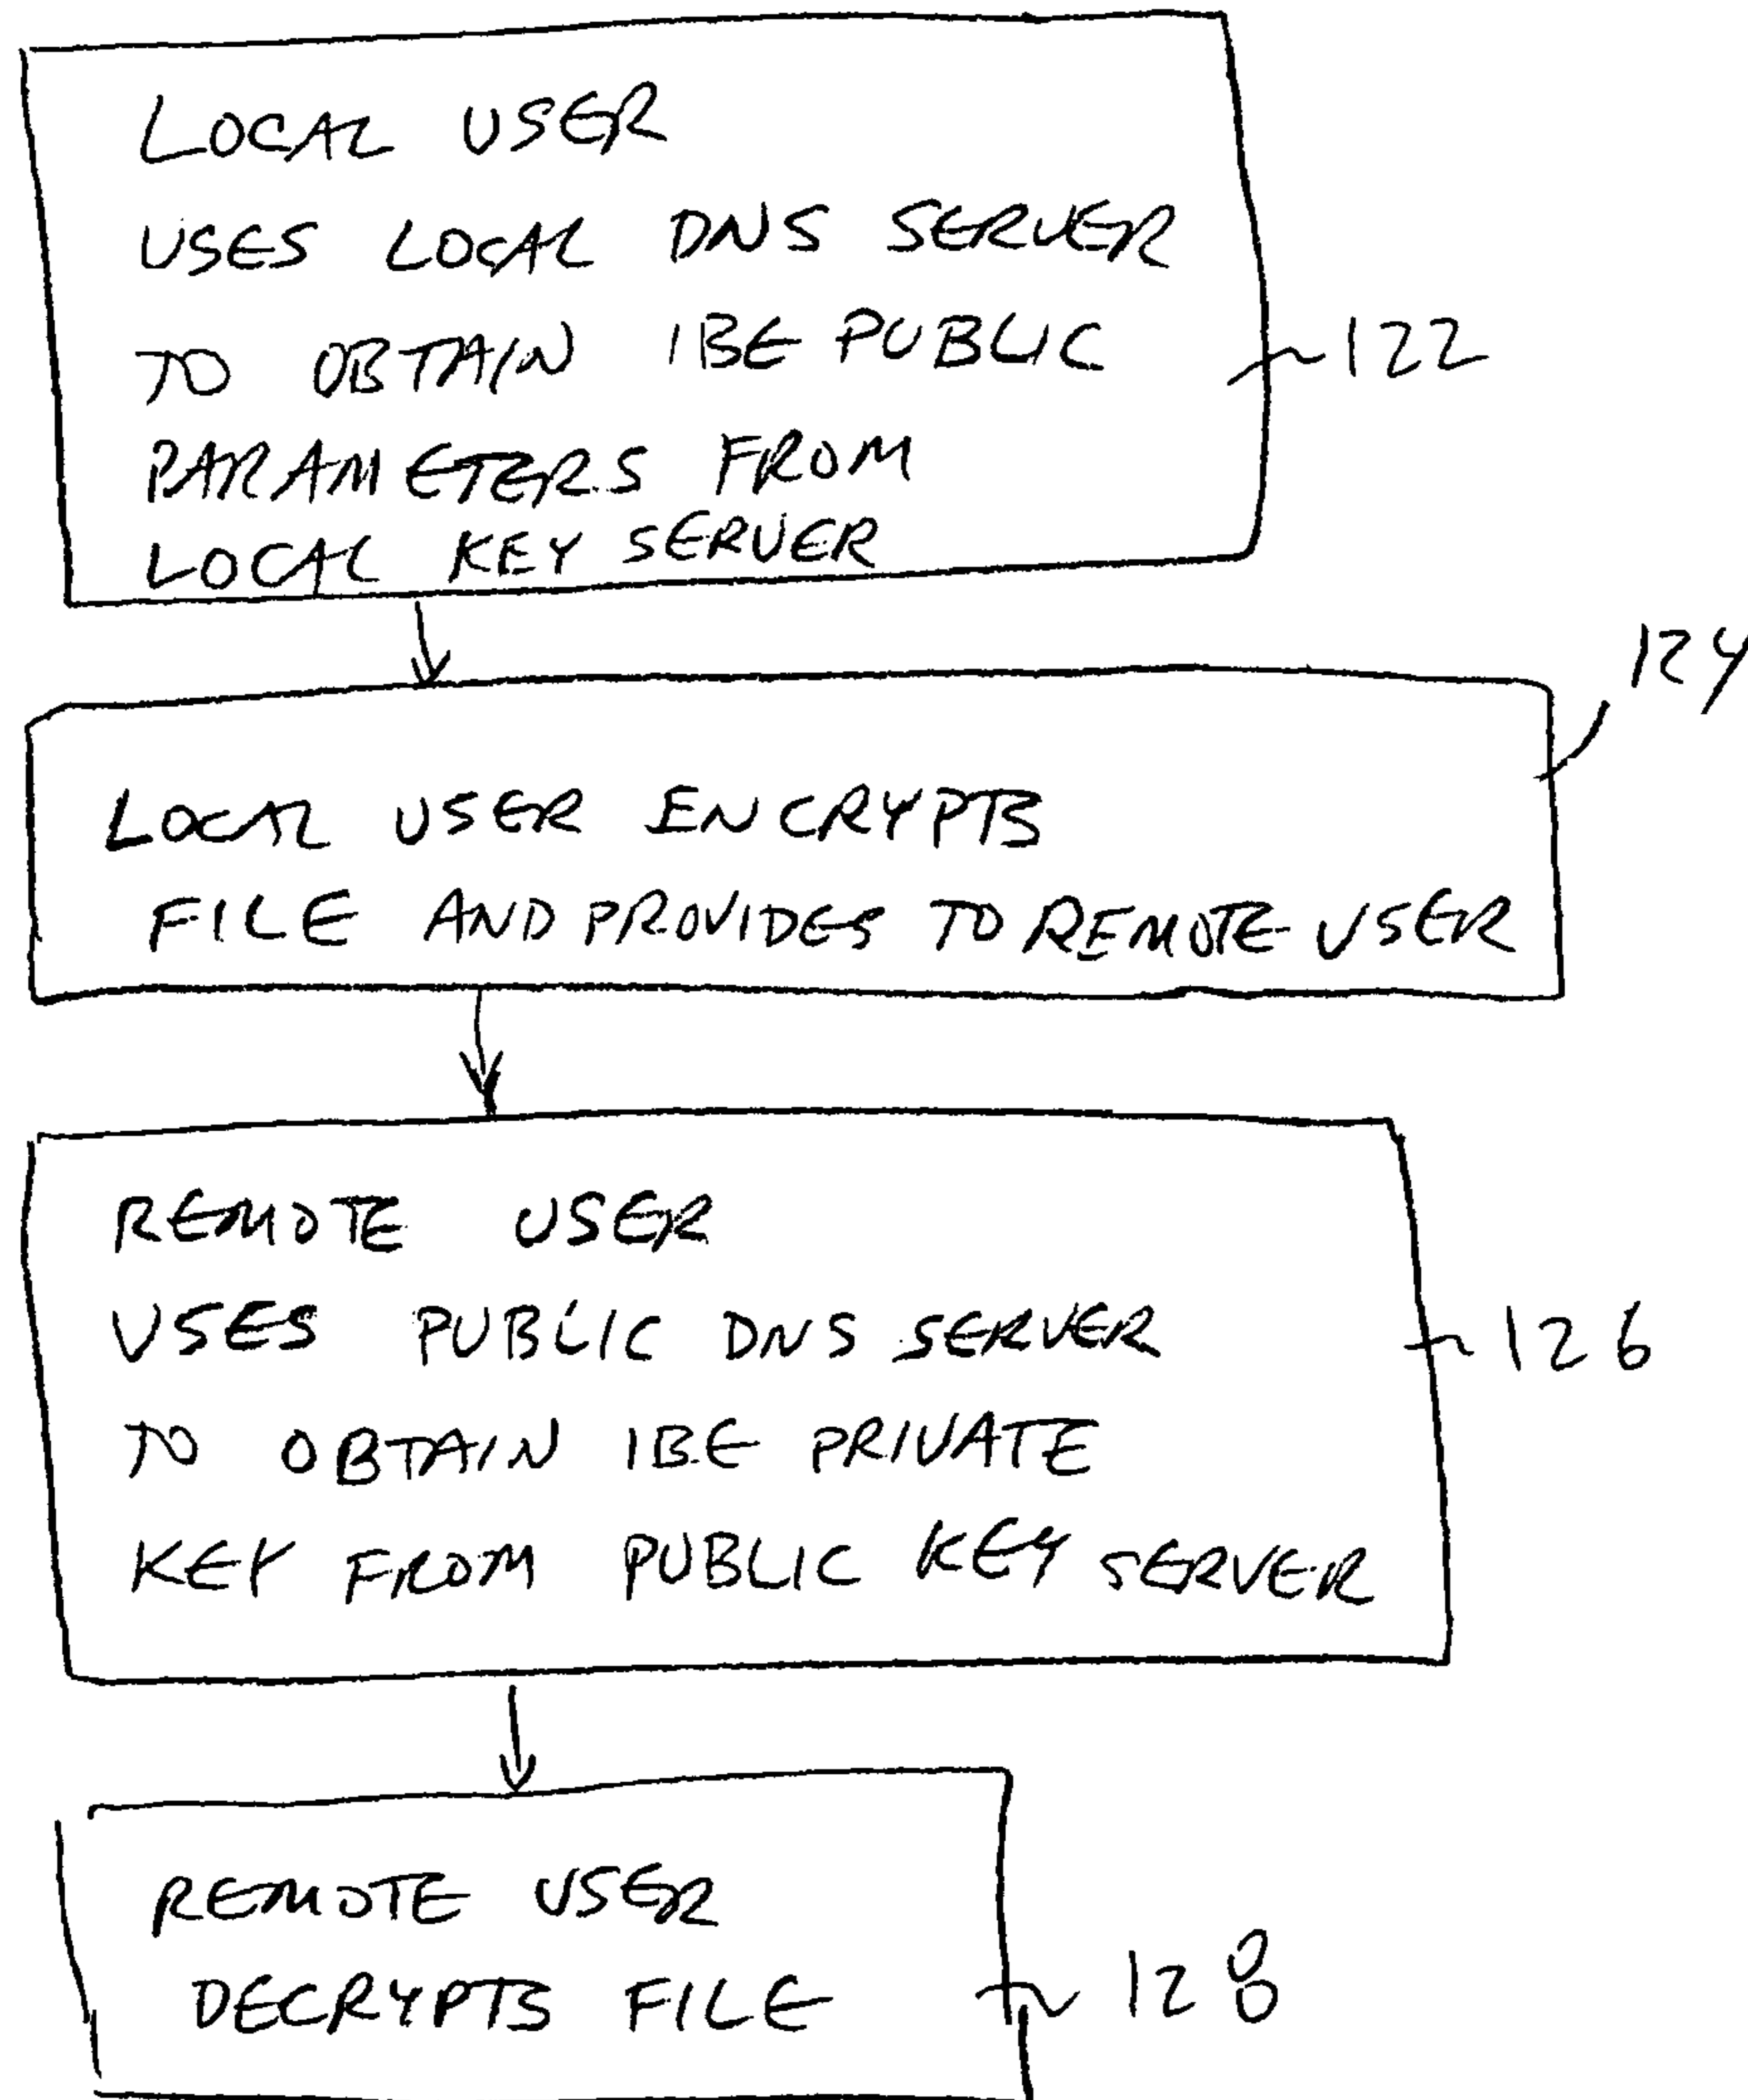 LOCAL USER
USES LOCAL DNS SERVER
TO OBTAIN IBE PUBLIC
PARAMETERS FROM
LOCAL KEY SERVER
122
124
LOCAL USER ENCRYPTS
FILE AND PROVIDES TO REMOTE USER
REMOTE USER
USES PUBLIC DNS SERVER
TO OBTAIN IBE PRIVATE
KEY FROM PUBLIC KEY SERVER
126
REMOTE USER
DECRYPTS FILE
128